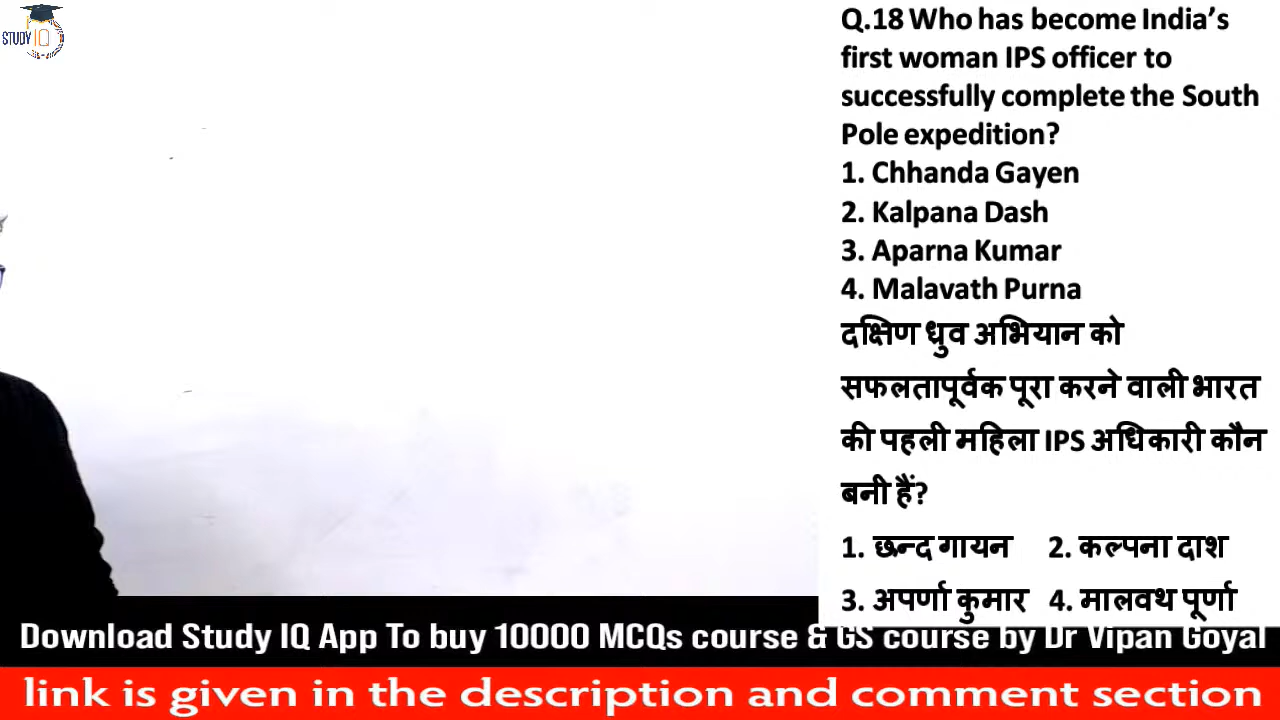 STUDY IQ
Q.18 Who has become India's
first woman IPS officer to
successfully complete the South
Pole expedition?
1. Chhanda Gayen
2. Kalpana Dash
3. Aparna Kumar
4. Malavath Purna
दक्षिण ध्रुव अभियान को
सफलतापूर्वक पूरा करने वाली भारत
की पहली महिला IPS अधिकारी कौन
बनी हैं?
1. छन्द गायन 2. कल्पना दाश
3. अपर्णा कुमार 4. मालवथ पूर्णा
Download Study IQ App To buy 10000 MCQs course & GS course by Dr Vipan Goyal
link is given in the description and comment section